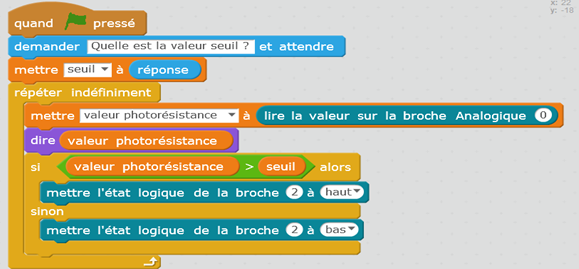 x: 22
y: -18
quand pressé
demander Quelle est la valeur seuil ? et attendre
mettre seuil à réponse
répéter indéfiniment
mettre valeur photorésistance à lire la valeur sur la broche Analogique 0
dire valeur photorésistance
si valeur photorésistance > seuil alors
mettre l'état logique de la broche 2 à haut
sinon
mettre l'état logique de la broche 2 à bas